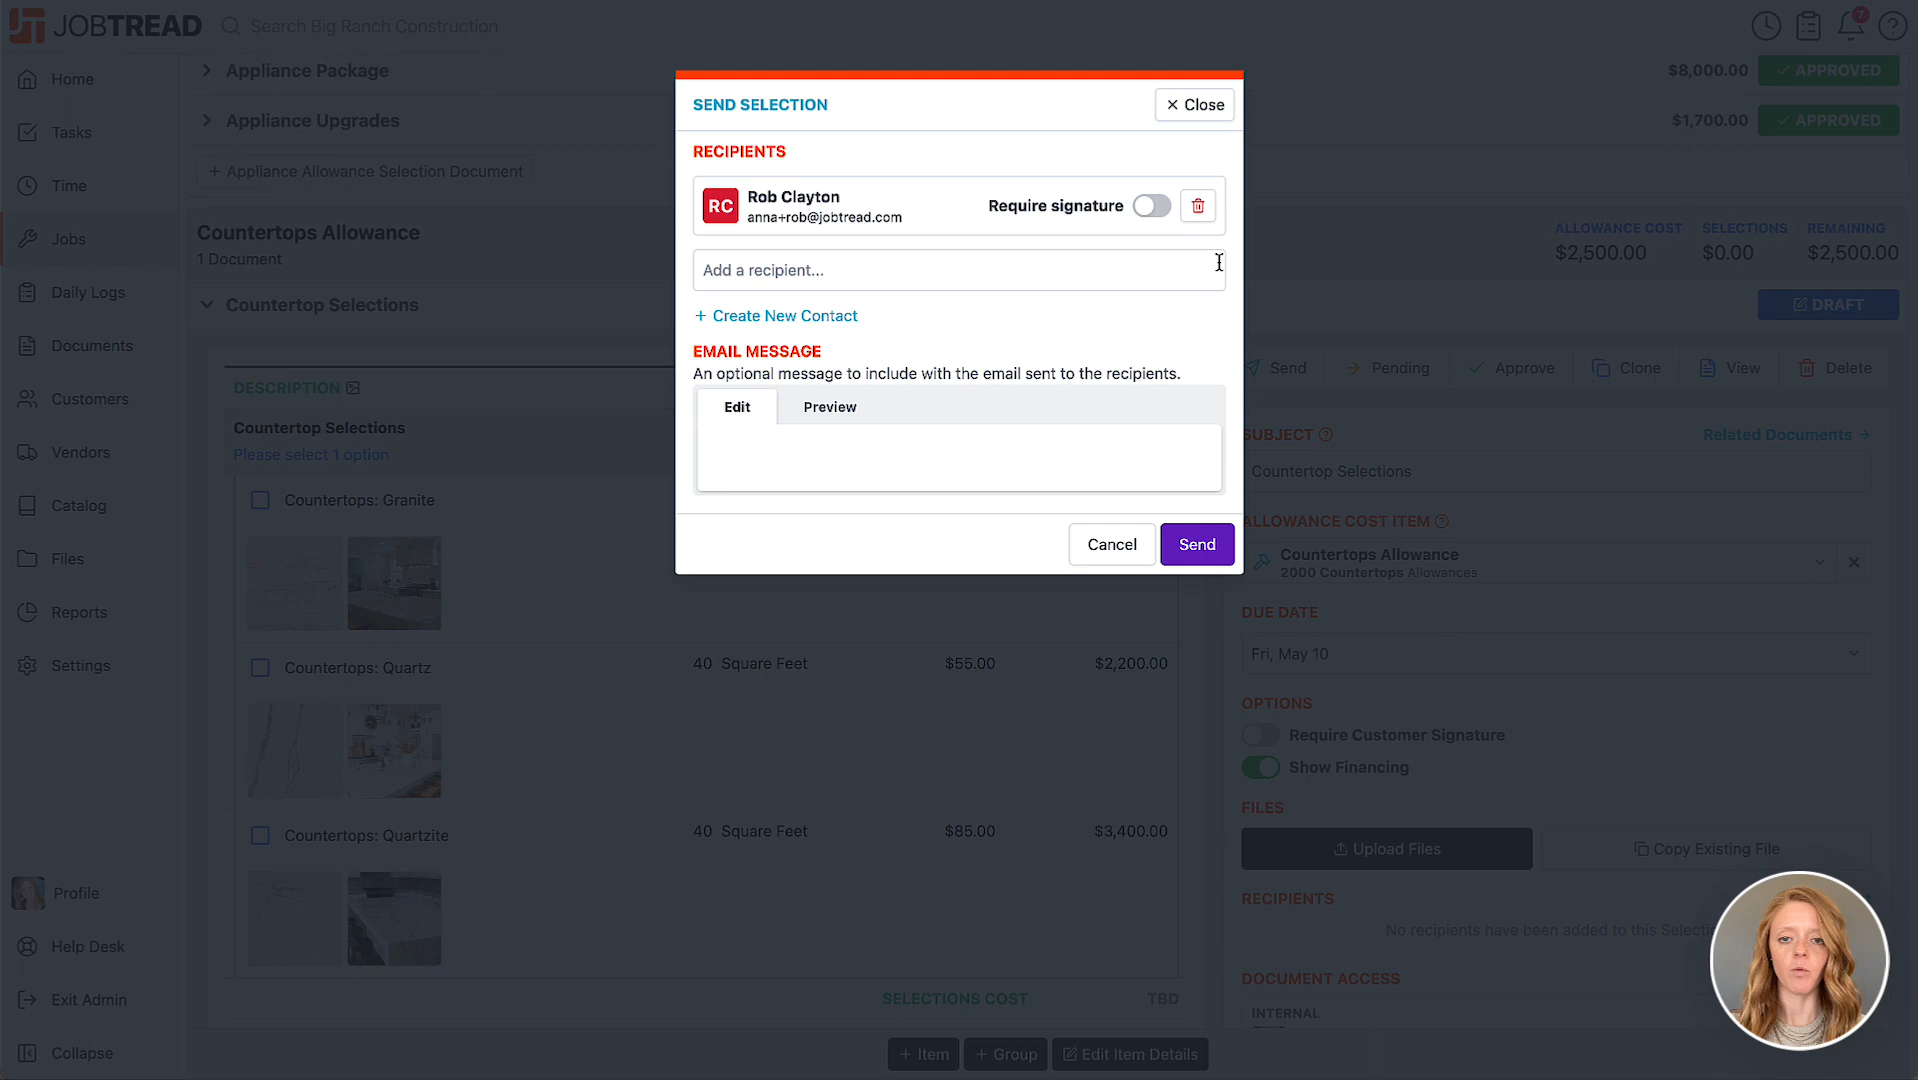 JOBTREAD
Search Big Ranch Construction
7
Home
Tasks
Time
Jobs
Daily Logs
Documents
Customers
Vendors
Catalog
Files
Reports
Settings
Profile
Help Desk
Exit Admin
Collapse
Appliance Package
$8,000.00
APPROVED
Appliance Upgrades
$1,700.00
APPROVED
+ Appliance Allowance Selection Document
Countertops Allowance
1 Document
ALLOWANCE COST
$2,500.00
SELECTIONS
$0.00
REMAINING
$2,500.00
Countertop Selections
DRAFT
SEND SELECTION
× Close
RECIPIENTS
RC
Rob Clayton
anna+rob@jobtread.com
Require signature
Add a recipient...
+ Create New Contact
EMAIL MESSAGE
An optional message to include with the email sent to the recipients.
Edit
Preview
Cancel
Send
DESCRIPTION
Countertop Selections
Please select 1 option
Countertops: Granite
Countertops: Quartz
40 Square Feet
$55.00
$2,200.00
Countertops: Quartzite
40 Square Feet
$85.00
$3,400.00
SELECTIONS COST
TBD
Send
Pending
Approve
Clone
View
Delete
SUBJECT
Related Documents
Countertop Selections
ALLOWANCE COST ITEM
Countertops Allowance
2000 Countertops Allowances
DUE DATE
Fri, May 10
OPTIONS
Require Customer Signature
Show Financing
FILES
Upload Files
Copy Existing File
RECIPIENTS
No recipients have been added to this
DOCUMENT ACCESS
INTERNAL
+ Item
+ Group
Edit Item Details